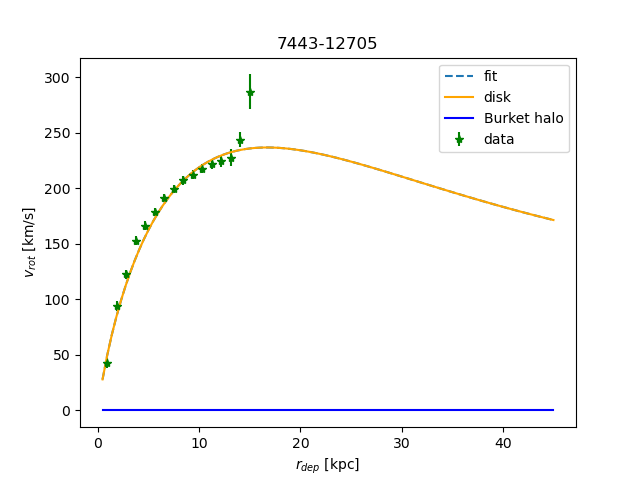 7443-12705
300
250
200
150
100
50
0
v_rot [km/s]
fit
disk
Burket halo
data
0 10 20 30 40
r_dep [kpc]